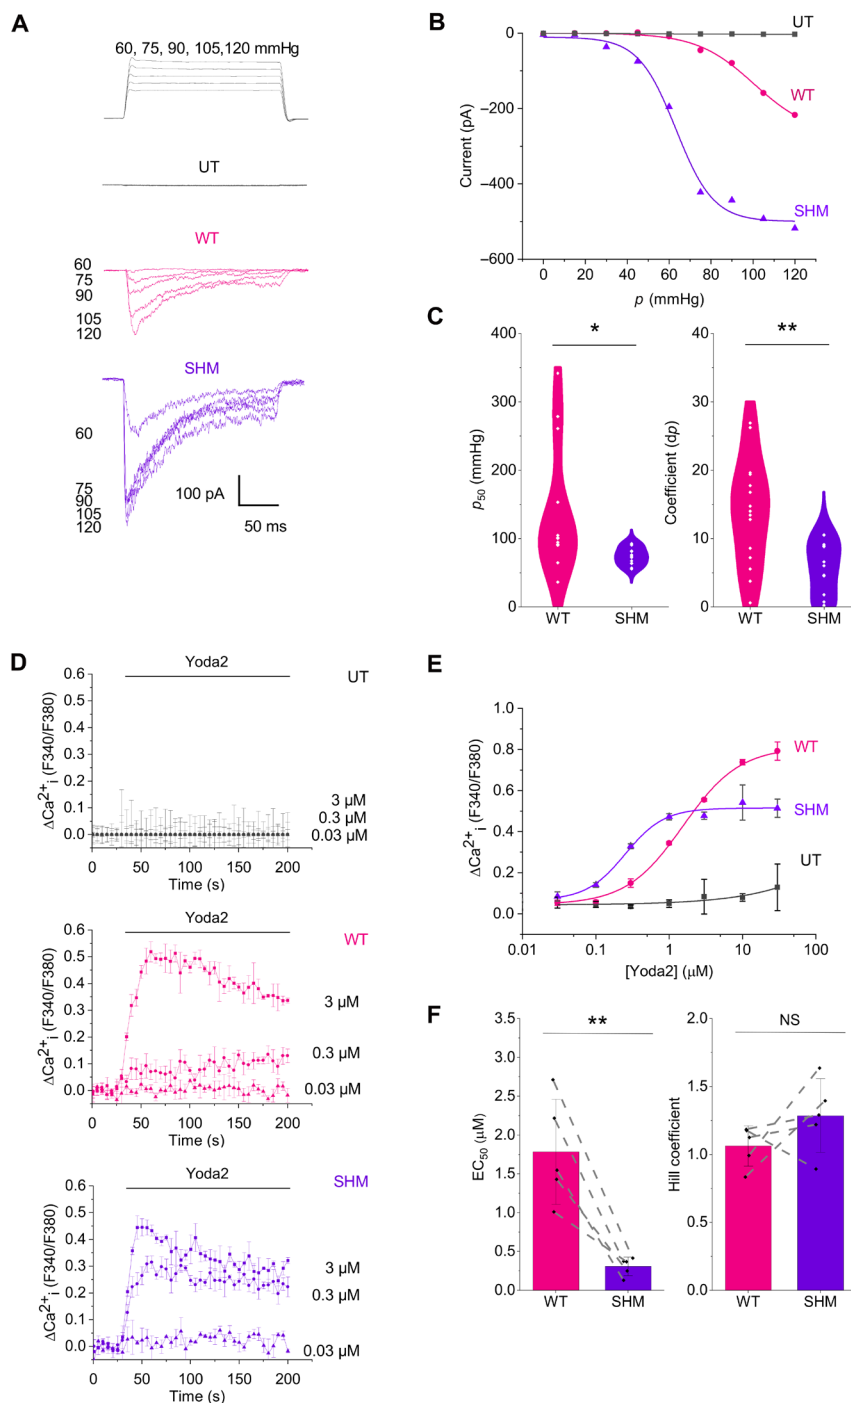 A
60, 75, 90, 105,120 mmHg
UT
WT
60
75
90
105
120
SHM
60
75
90
105
120
100 pA
50 ms
B
UT
WT
SHM
Current (pA)
0
–200
–400
–600
0 20 40 60 80 100 120
p (mmHg)
C
*
p50 (mmHg)
400
300
200
100
0
WT SHM
**
Coefficient (dp)
40
30
20
10
0
WT SHM
D
Yoda2
UT
ΔCa2+i (F340/F380)
0.6
0.5
0.4
0.3
0.2
0.1
0.0
3 µM
0.3 µM
0.03 µM
0 50 100 150 200
Time (s)
Yoda2
WT
ΔCa2+i (F340/F380)
0.6
0.5
0.4
0.3
0.2
0.1
0.0
3 µM
0.3 µM
0.03 µM
0 50 100 150 200
Time (s)
Yoda2
SHM
ΔCa2+i (F340/F380)
0.6
0.5
0.4
0.3
0.2
0.1
0.0
3 µM
0.3 µM
0.03 µM
0 50 100 150 200
Time (s)
E
ΔCa2+i (F340/F380)
1.0
0.8
0.6
0.4
0.2
0.0
WT
SHM
UT
0.01 0.1 1 10 100
[Yoda2] (µM)
F
**
EC50 (µM)
3.5
3.0
2.5
2.0
1.5
1.0
0.5
0.0
WT SHM
NS
Hill coefficient
2.0
1.5
1.0
0.5
0.0
WT SHM